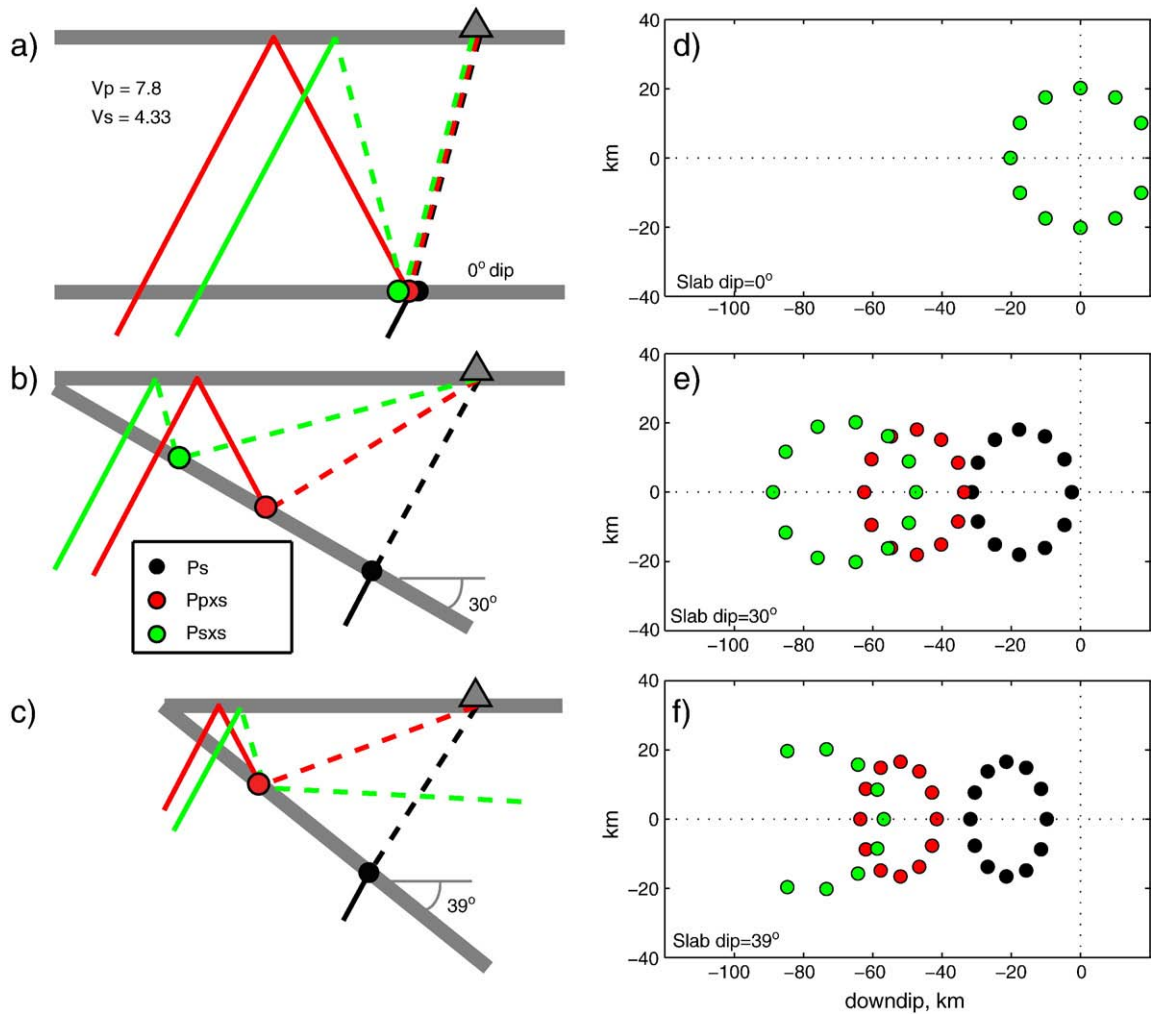 a)
Vp = 7.8
Vs = 4.33
0° dip
b)
30°
Ps
Ppxs
Psxs
c)
39°
d)
km
40
20
0
−20
−40
Slab dip=0°
−100 −80 −60 −40 −20 0
e)
km
40
20
0
−20
−40
Slab dip=30°
−100 −80 −60 −40 −20 0
f)
km
40
20
0
−20
−40
Slab dip=39°
−100 −80 −60 −40 −20 0
downdip, km